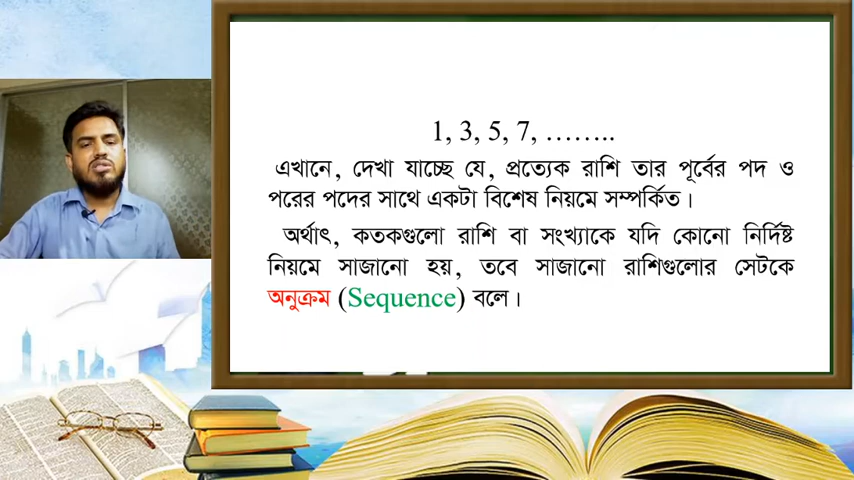 1, 3, 5, 7, ……..
এখানে, দেখা যাচ্ছে যে, প্রত্যেক রাশি তার পূর্বের পদ ও
পরের পদের সাথে একটা বিশেষ নিয়মে সম্পর্কিত।
অর্থাৎ, কতকগুলো রাশি বা সংখ্যাকে যদি কোনো নির্দিষ্ট
নিয়মে সাজানো হয়, তবে সাজানো রাশিগুলোর সেটকে
অনুক্রম (Sequence) বলে।